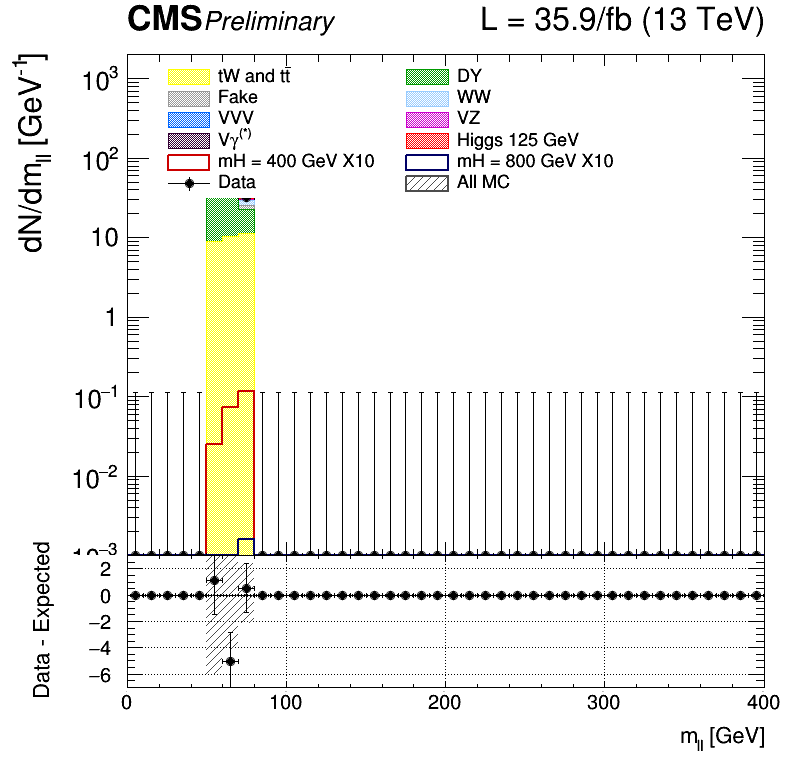 CMS Preliminary L = 35.9/fb (13 TeV)
dN/dm_ll [GeV⁻¹]
10³
10²
10
1
10⁻¹
10⁻²
10⁻³
tW and tt̄
DY
Fake
WW
VVV
VZ
Vγ⁽*⁾
Higgs 125 GeV
mH = 400 GeV X10
mH = 800 GeV X10
Data
All MC
Data - Expected
2
0
−2
−4
−6
0 100 200 300 400
m_ll [GeV]